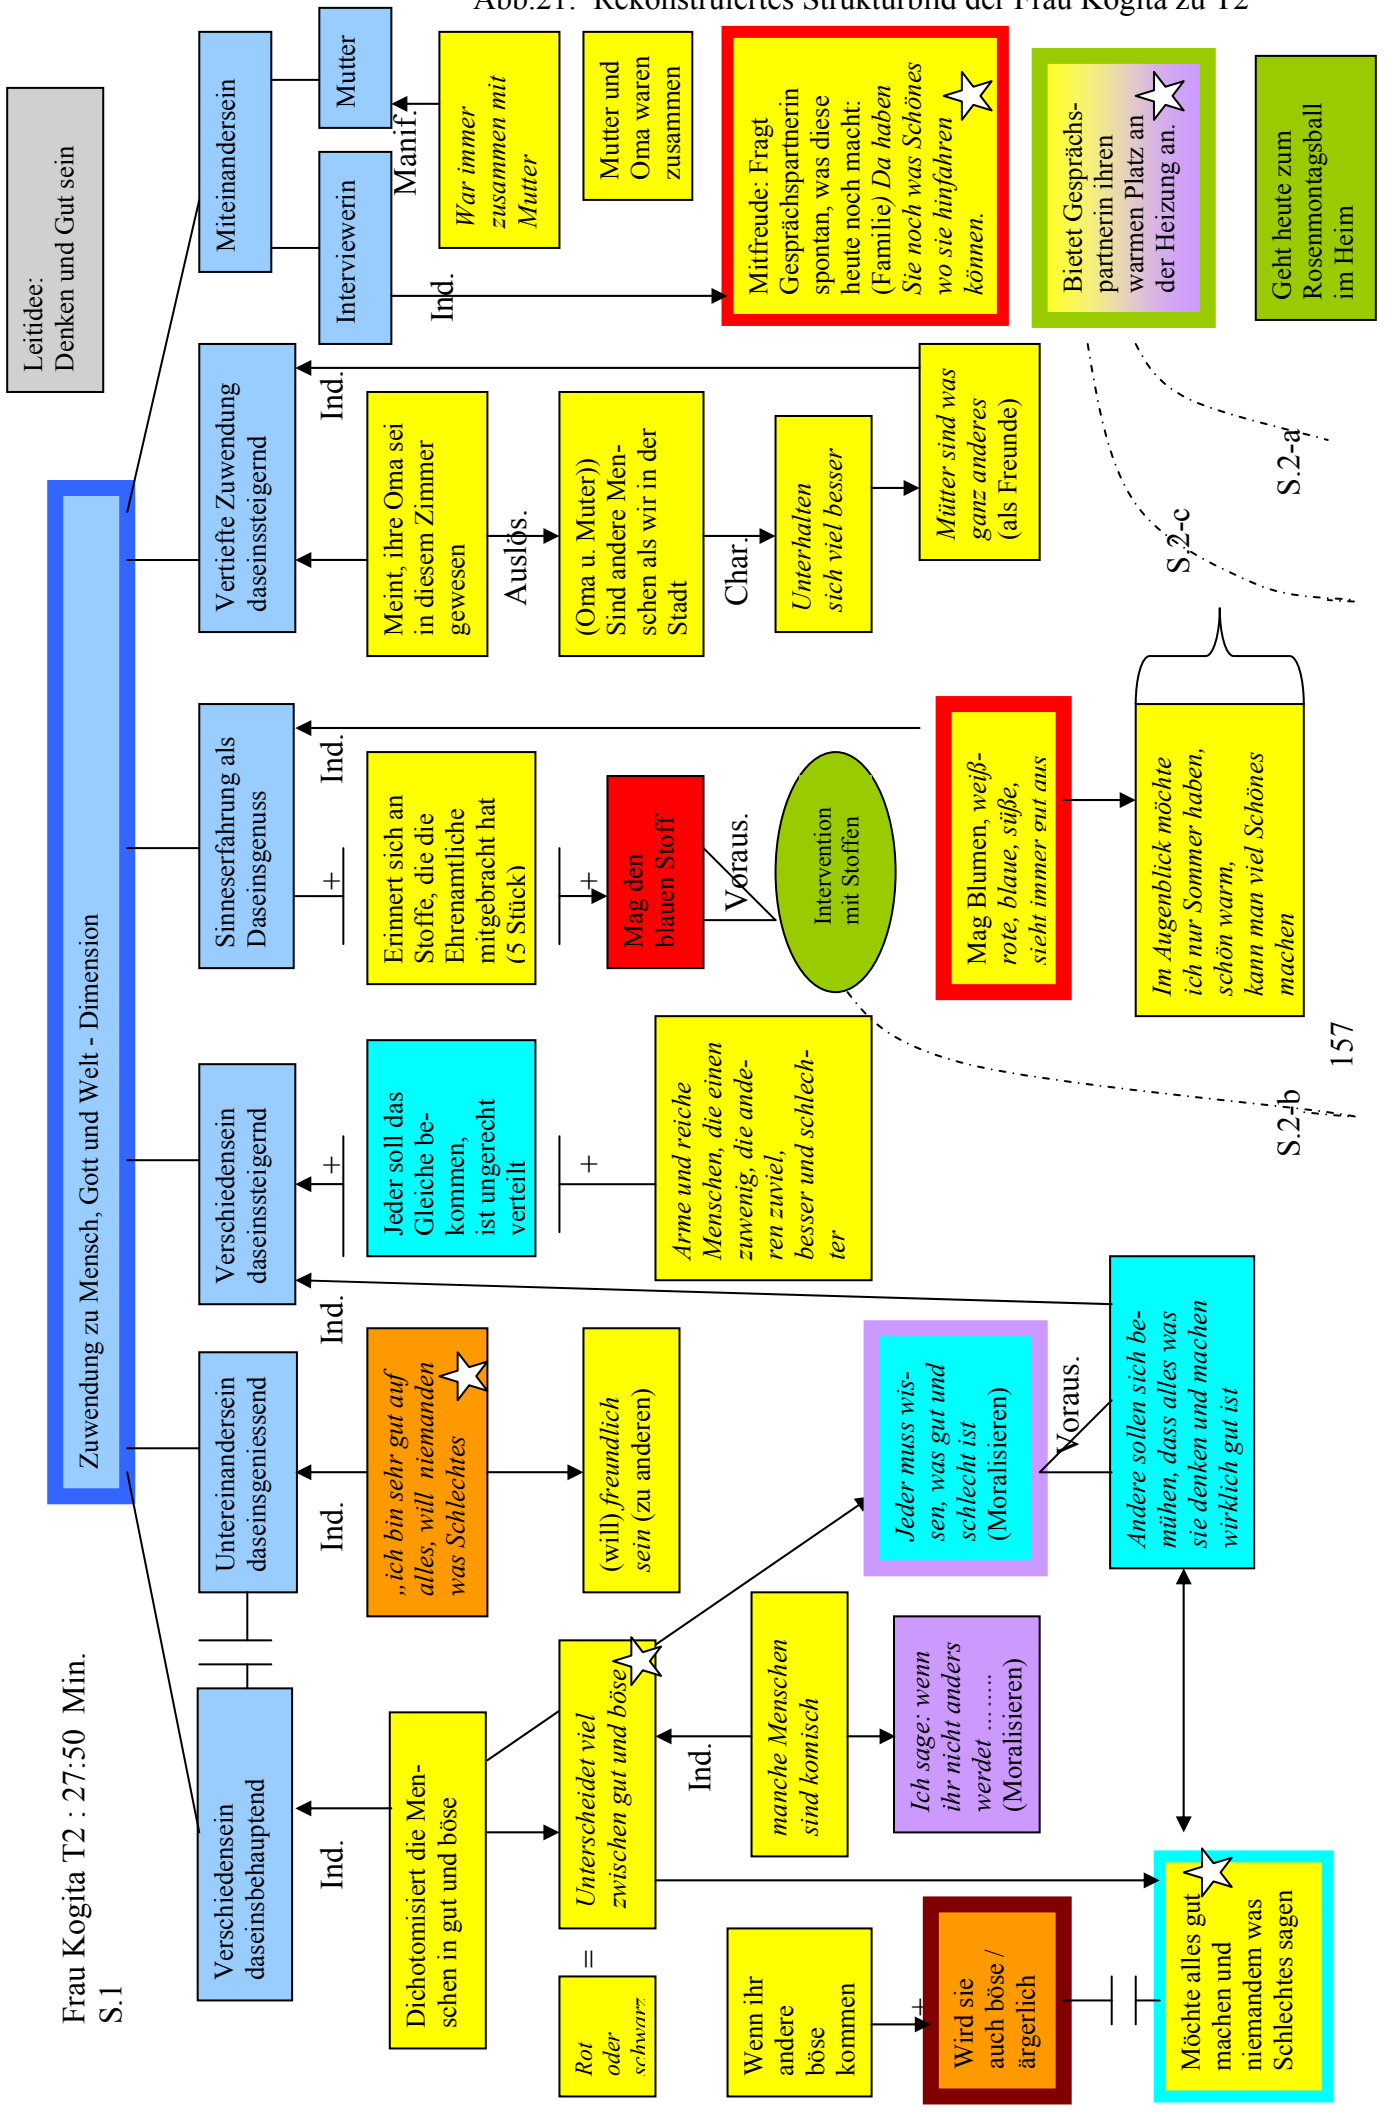 Abb.21: Rekonstruiertes Strukturbild der Frau Kogita zu T2
Frau Kogita T2 : 27:50 Min.
S.1
Leitidee:
Denken und Gut sein
Zuwendung zu Mensch, Gott und Welt - Dimension
Verschiedensein
daseinsbehauptend
Untereinandersein
daseinsgeniessend
Verschiedensein
daseinssteigernd
Sinneserfahrung als
Daseinsgenuss
Vertiefte Zuwendung
daseinssteigernd
Miteinandersein
Interviewerin
Mutter
Ind.
Dichotomisiert die Men-
schen in gut und böse
Rot
oder
schwarz
=
Unterscheidet viel
zwischen gut und böse
Ind.
manche Menschen
sind komisch
Ich sage: wenn
ihr nicht anders
werdet ………
(Moralisieren)
Wenn ihr
andere
böse
kommen
+
Wird sie
auch böse /
ärgerlich
Möchte alles gut
machen und
niemandem was
Schlechtes sagen
Ind.
„ich bin sehr gut auf
alles, will niemanden
was Schlechtes
(will) freundlich
sein (zu anderen)
Jeder muss wis-
sen, was gut und
schlecht ist
(Moralisieren)
Voraus.
Andere sollen sich be-
mühen, dass alles was
sie denken und machen
wirklich gut ist
Ind.
+
Jeder soll das
Gleiche be-
kommen,
ist ungerecht
verteilt
+
Arme und reiche
Menschen, die einen
zuwenig, die ande-
ren zuviel,
besser und schlech-
ter
+
Ind.
Erinnert sich an
Stoffe, die die
Ehrenamtliche
mitgebracht hat
(5 Stück)
+
Mag den
blauen Stoff
Voraus.
Intervention
mit Stoffen
S.2-b
Mag Blumen, weiß-
rote, blaue, süße,
sieht immer gut aus
Im Augenblick möchte
ich nur Sommer haben,
schön warm,
kann man viel Schönes
machen
157
Ind.
Meint, ihre Oma sei
in diesem Zimmer
gewesen
Auslös.
(Oma u. Muter))
Sind andere Men-
schen als wir in der
Stadt
Char.
Unterhalten
sich viel besser
Mütter sind was
ganz anderes
(als Freunde)
S.2-c
S.2-a
Ind.
Manif.
War immer
zusammen mit
Mutter
Mutter und
Oma waren
zusammen
Mitfreude: Fragt
Gesprächspartnerin
spontan, was diese
heute noch macht:
(Familie) Da haben
Sie noch was Schönes
wo sie hinfahren
können.
Bietet Gesprächs-
partnerin ihren
warmen Platz an
der Heizung an.
Geht heute zum
Rosenmontagsball
im Heim